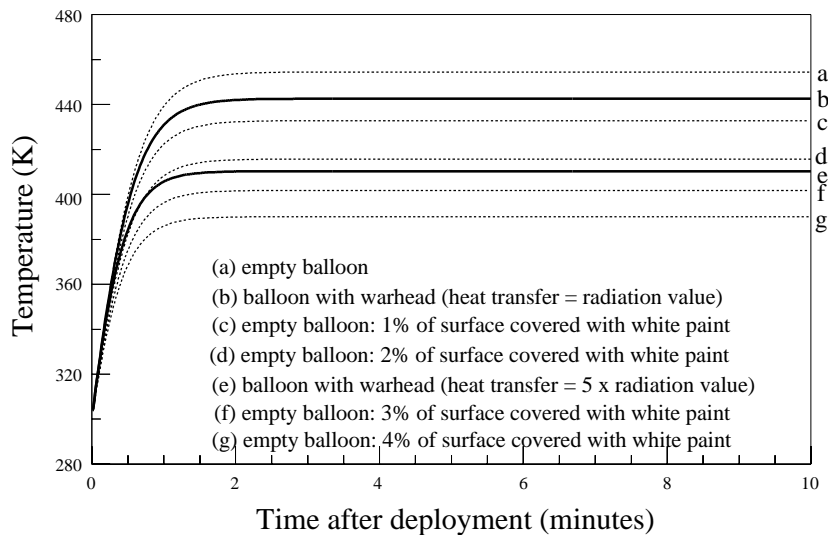 480
440
400
360
320
280
Temperature (K)
a
b
c
d
e
f
g
(a) empty balloon
(b) balloon with warhead (heat transfer = radiation value)
(c) empty balloon: 1% of surface covered with white paint
(d) empty balloon: 2% of surface covered with white paint
(e) balloon with warhead (heat transfer = 5 x radiation value)
(f) empty balloon: 3% of surface covered with white paint
(g) empty balloon: 4% of surface covered with white paint
0 2 4 6 8 10
Time after deployment (minutes)